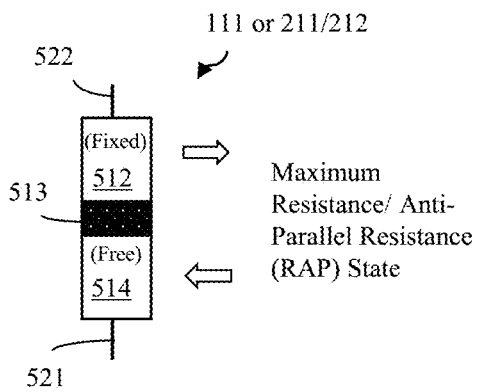 111 or 211/212
522
(Fixed)
512
513
(Free)
514
521
Maximum
Resistance/ Anti-
Parallel Resistance
(RAP) State